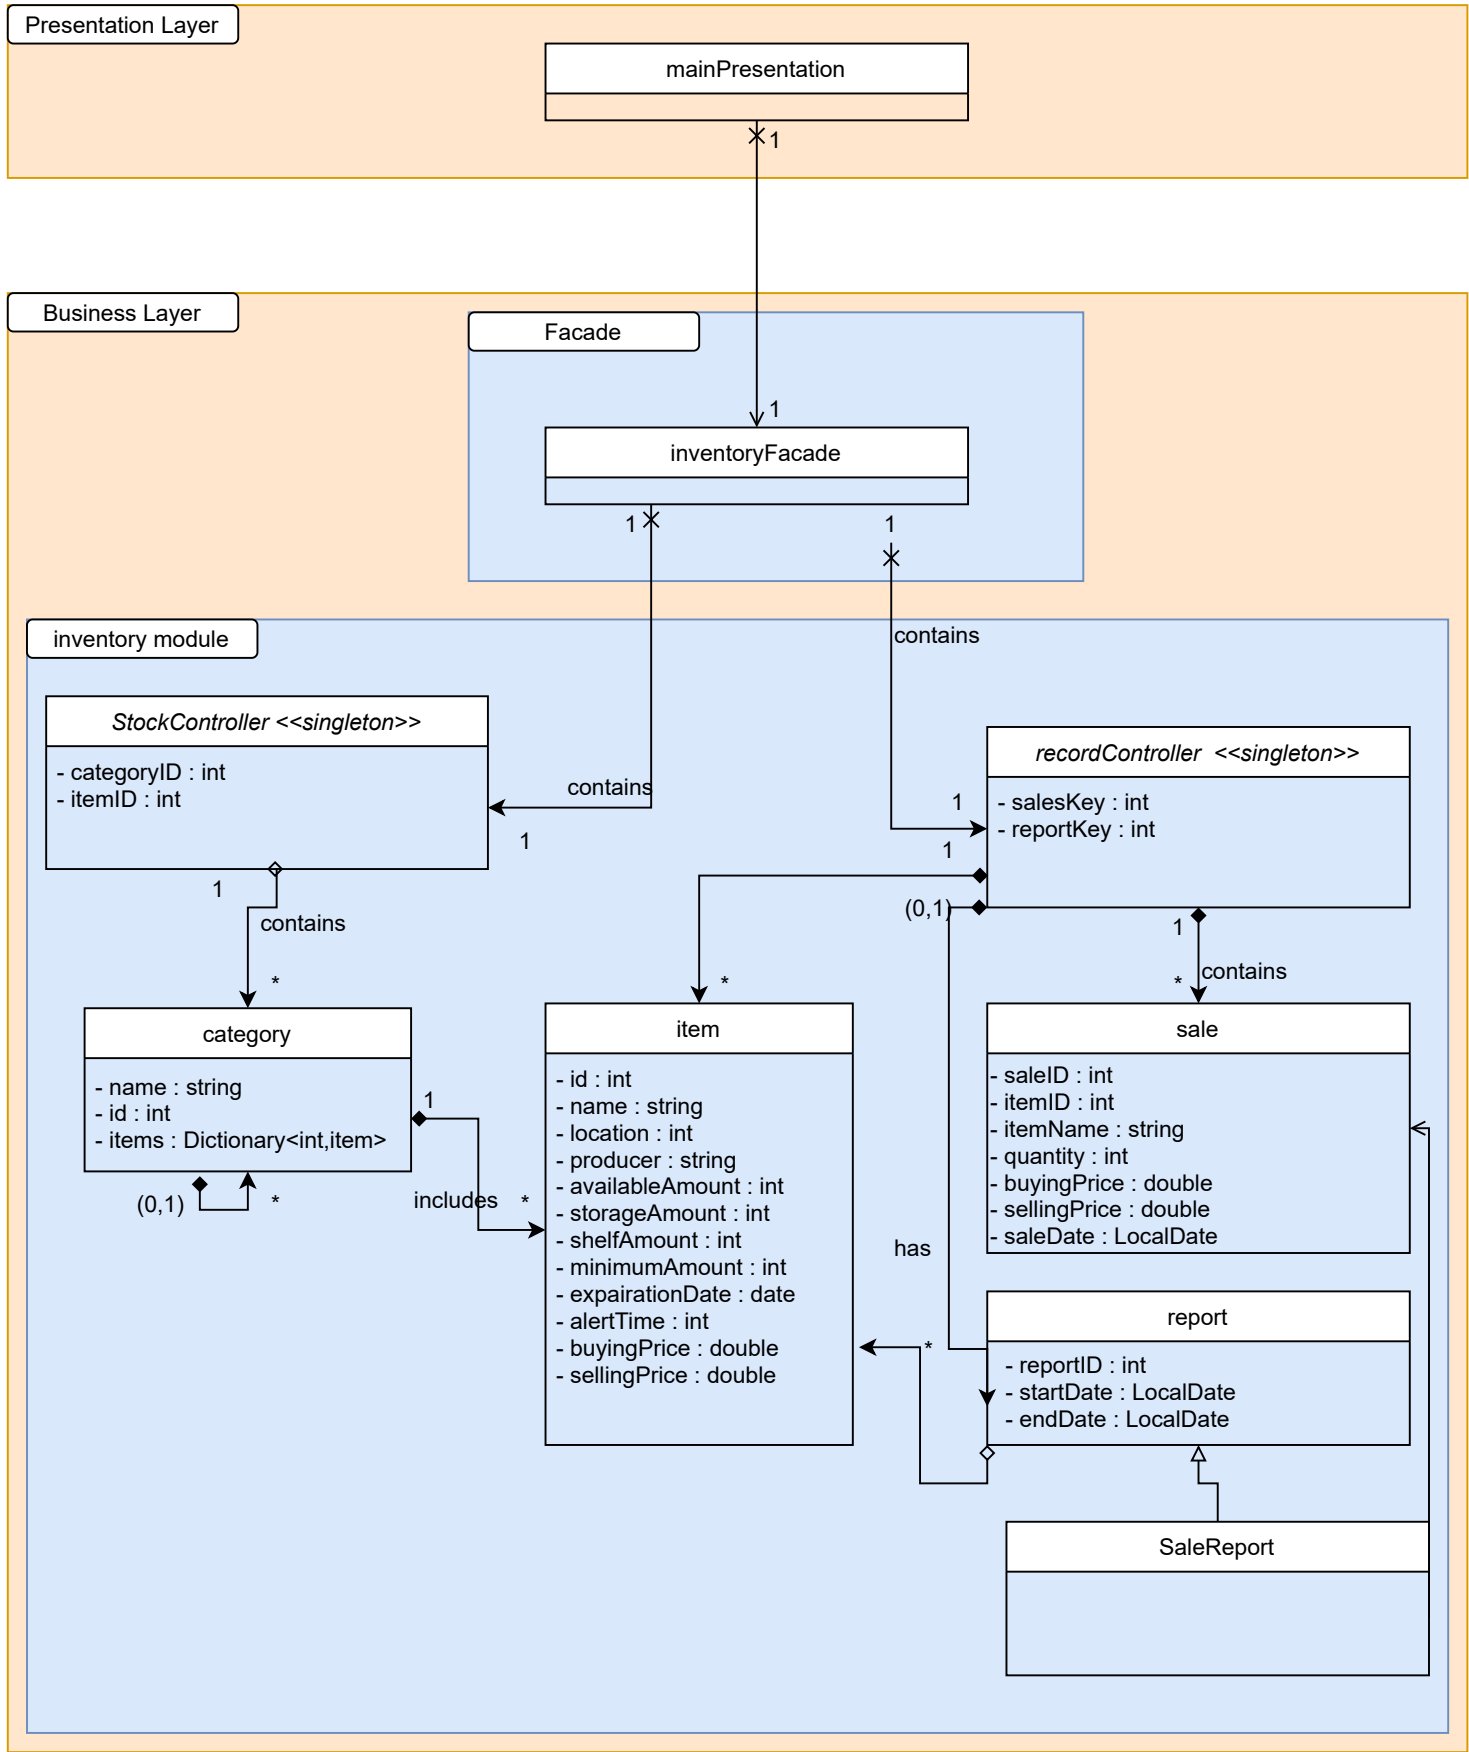 Presentation Layer
mainPresentation
1
1
Business Layer
Facade
inventoryFacade
1
1
contains
inventory module
StockController <<singleton>>
- categoryID : int
- itemID : int
contains
1
1
contains
*
recordController  <<singleton>>
- salesKey : int
- reportKey : int
1
1
(0,1)
*
1
contains
*
category
- name : string
- id : int
- items : Dictionary<int,item>
(0,1)
*
1
includes
*
item
- id : int
- name : string
- location : int
- producer : string
- availableAmount : int
- storageAmount : int
- shelfAmount : int
- minimumAmount : int
- expairationDate : date
- alertTime : int
- buyingPrice : double
- sellingPrice : double
sale
- saleID : int
- itemID : int
- itemName : string
- quantity : int
- buyingPrice : double
- sellingPrice : double
- saleDate : LocalDate
has
*
report
- reportID : int
- startDate : LocalDate
- endDate : LocalDate
SaleReport